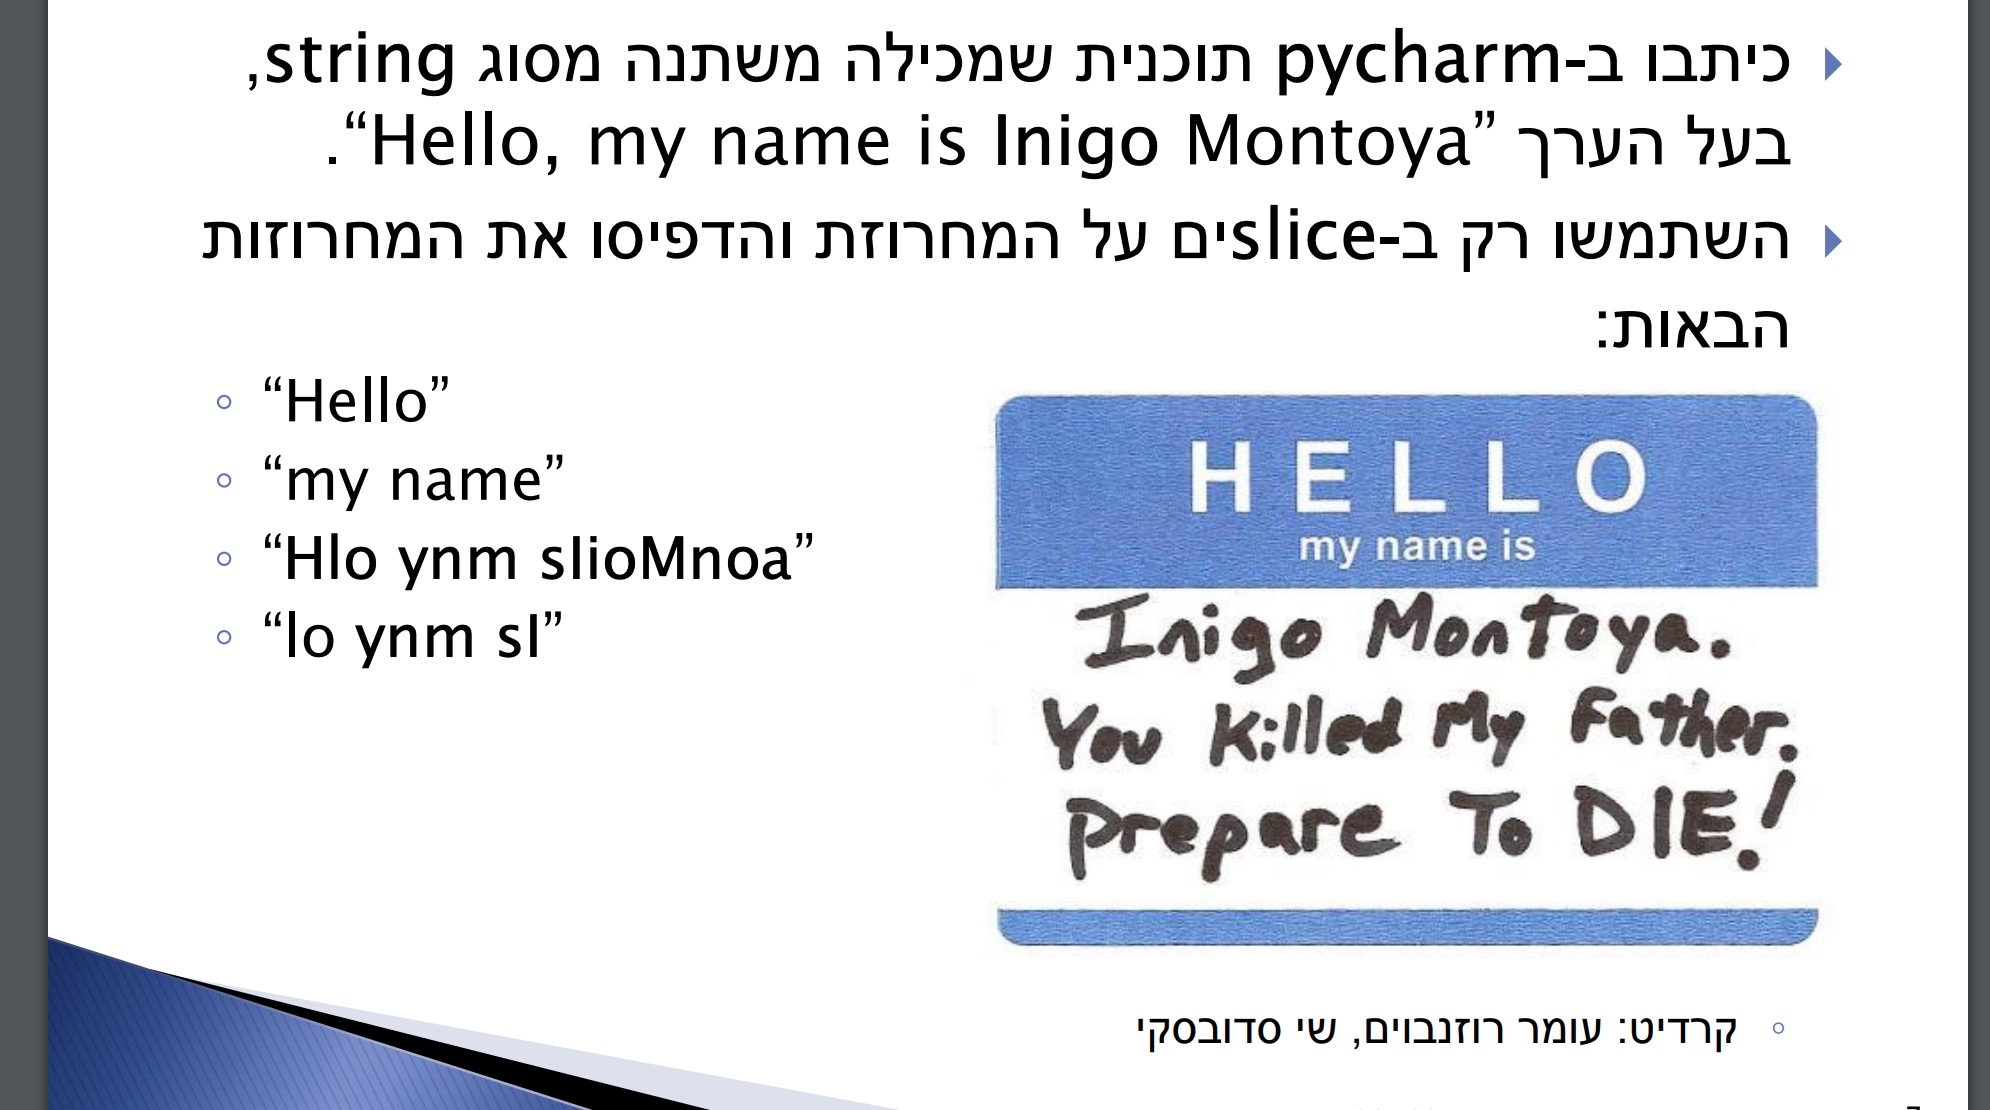 כיתבו ב-pycharm תוכנית שמכילה משתנה מסוג string,
בעל הערך “Hello, my name is Inigo Montoya”.
השתמשו רק ב-sliceים על המחרוזת והדפיסו את המחרוזות
הבאות:
“Hello”
“my name”
“Hlo ynm sIioMnoa”
“lo ynm sI”
HELLO
my name is
Inigo Montoya.
You Killed My Father.
Prepare To DIE!
קרדיט: עומר רוזנבוים, שי סדובסקי